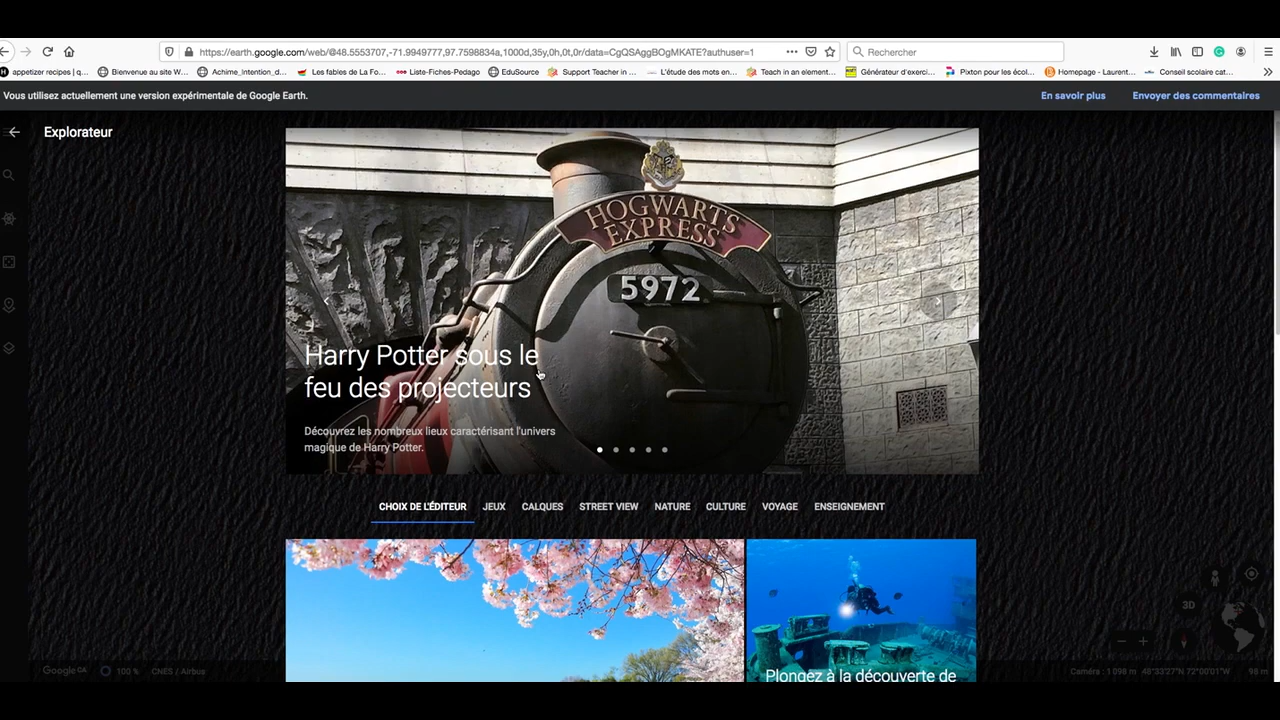 https://earth.google.com/web/@48.5553707,-71.9949777,97.7598834a,1000d,35y,0h,0t,0r/data=CgQSAggBOgMKATE?authuser=1
Rechercher
appetizer recipes | q...
Bienvenue au site W...
Achime_Intention_d...
Les fables de La Fo...
Liste-Fiches-Pedago
EduSource
Support Teacher in ...
L'étude des mots en...
Teach in an element...
Générateur d'exerci...
Pixton pour les écol...
Homepage - Laurent...
Conseil scolaire cat...
Vous utilisez actuellement une version expérimentale de Google Earth.
En savoir plus
Envoyer des commentaires
Explorateur
HOGWARTS
EXPRESS
5972
Harry Potter sous le
feu des projecteurs
Découvrez les nombreux lieux caractérisant l'univers
magique de Harry Potter.
CHOIX DE L'ÉDITEUR
JEUX
CALQUES
STREET VIEW
NATURE
CULTURE
VOYAGE
ENSEIGNEMENT
3D
Plongez à la découverte de
Google CA
100 %
CNES / Airbus
Caméra : 1 098 m
48°33'27"N 72°00'01"W
98 m